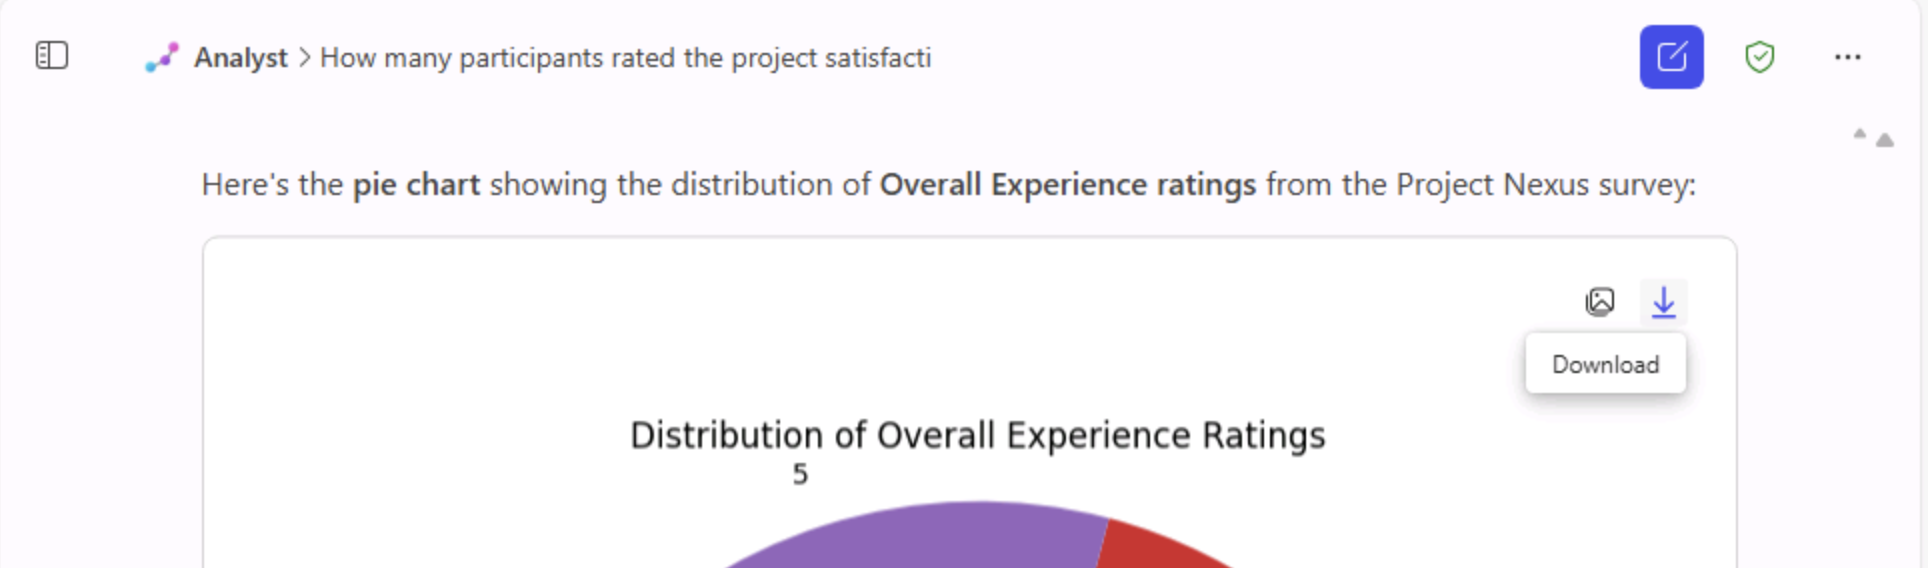 Analyst > How many participants rated the project satisfacti
Here's the pie chart showing the distribution of Overall Experience ratings from the Project Nexus survey:
Download
Distribution of Overall Experience Ratings
5